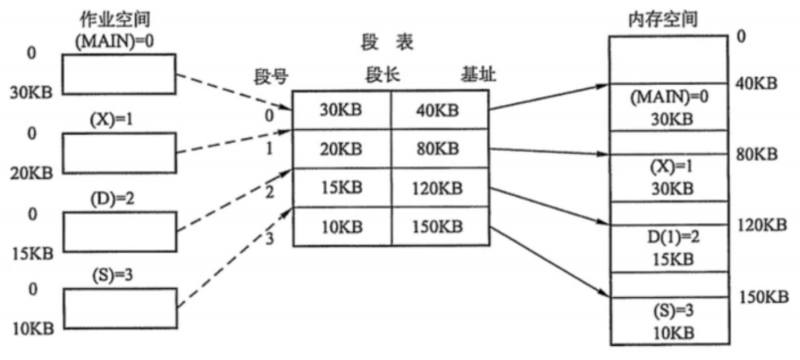 作业空间
(MAIN)=0
0
30KB
(X)=1
0
20KB
(D)=2
0
15KB
(S)=3
0
10KB
段 表
段号 段长 基址
0 30KB 40KB
1 20KB 80KB
2 15KB 120KB
3 10KB 150KB
内存空间
0
40KB
(MAIN)=0
30KB
80KB
(X)=1
30KB
120KB
D(1)=2
15KB
150KB
(S)=3
10KB